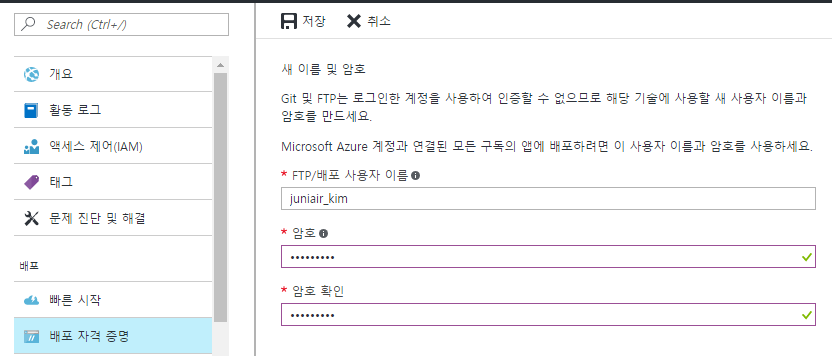 Search (Ctrl+/)
개요
활동 로그
액세스 제어(IAM)
태그
문제 진단 및 해결
배포
빠른 시작
배포 자격 증명
저장
취소
새 이름 및 암호
Git 및 FTP는 로그인한 계정을 사용하여 인증할 수 없으므로 해당 기술에 사용할 새 사용자 이름과
암호를 만드세요.
Microsoft Azure 계정과 연결된 모든 구독의 앱에 배포하려면 이 사용자 이름과 암호를 사용하세요.
* FTP/배포 사용자 이름
juniair_kim
* 암호
•••••••••
* 암호 확인
•••••••••